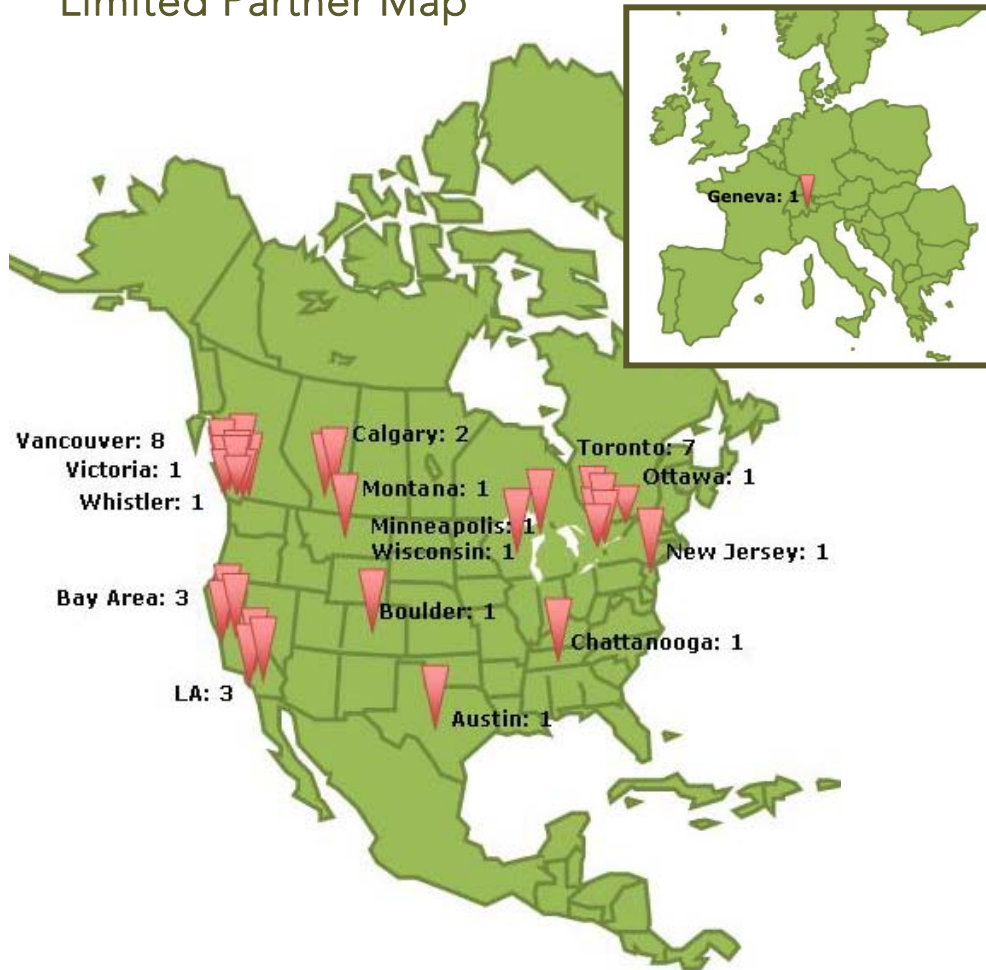 Limited Partner Map
Geneva: 1
Vancouver: 8
Calgary: 2
Toronto: 7
Victoria: 1
Ottawa: 1
Whistler: 1
Montana: 1
Minneapolis: 1
Wisconsin: 1
New Jersey: 1
Bay Area: 3
Boulder: 1
Chattanooga: 1
LA: 3
Austin: 1